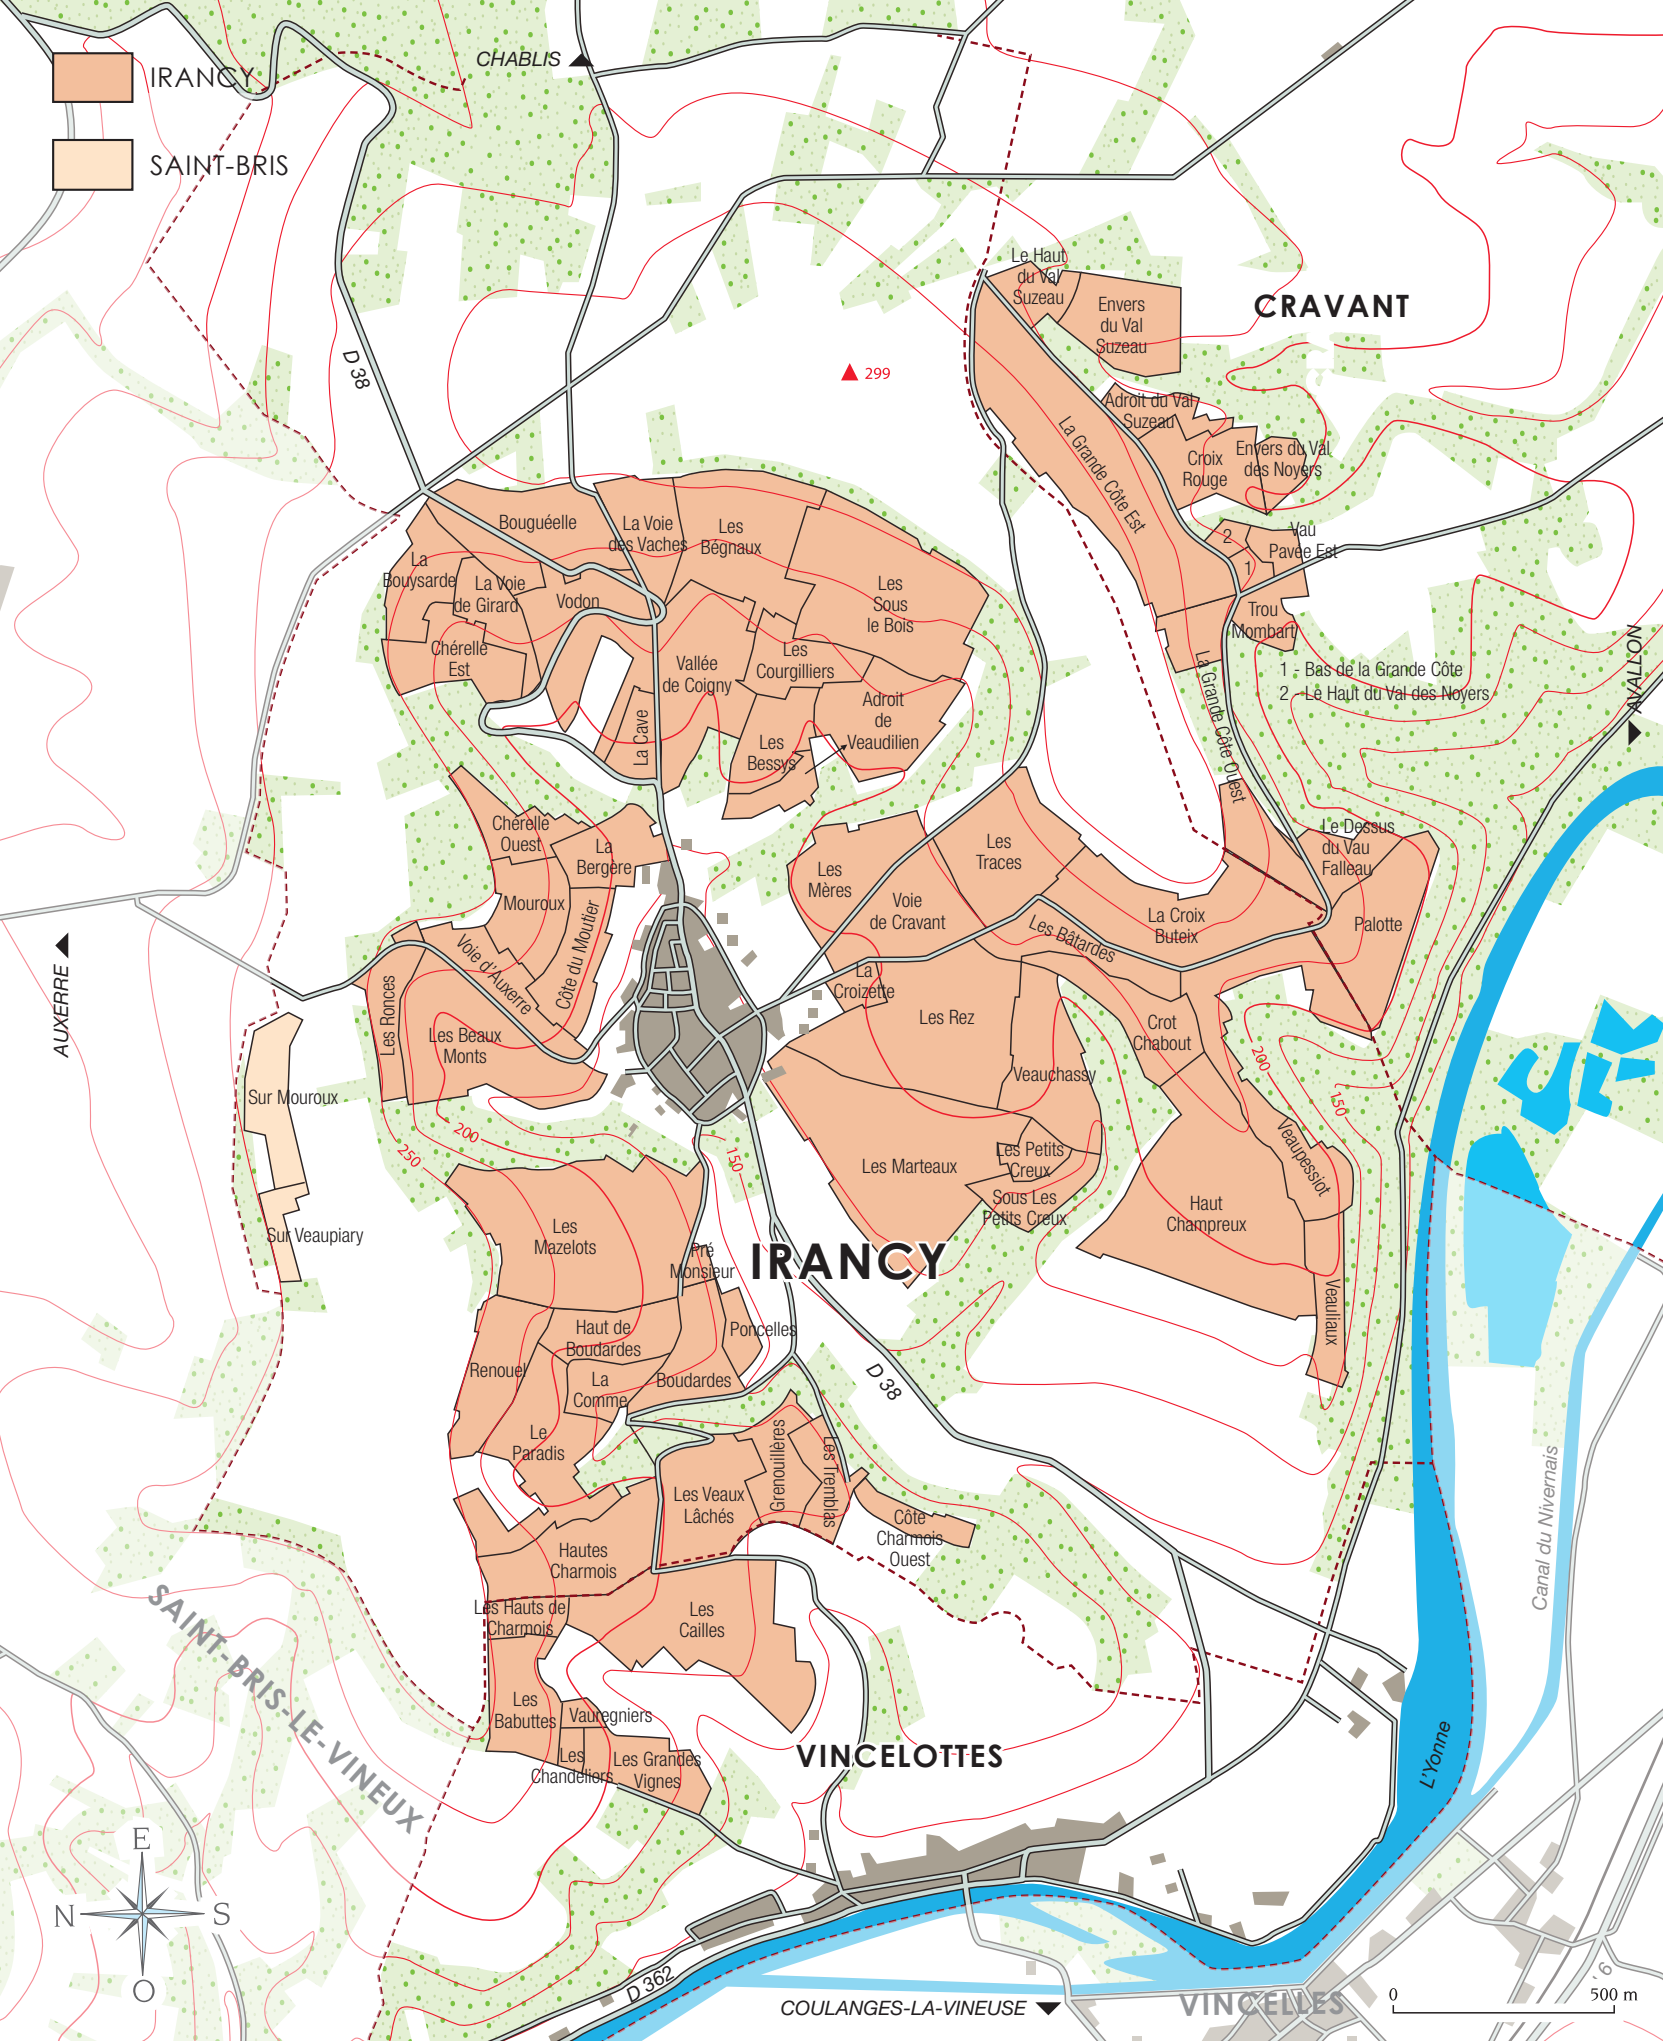 IRANCY
SAINT-BRIS
CHABLIS
D 38
299
Le Haut
du Val
Suzeau
Envers
du Val
Suzeau
CRAVANT
Adroit du Val
Suzeau
La Grande Côte Est
Croix
Rouge
Envers du Val
des Noyers
2
1
Vau
Pavée Est
Trou
Mombart
1 - Bas de la Grande Côte
2 - Le Haut du Val des Noyers
AVALLON
La Grande Côte Ouest
Bouguéelle
La Voie
des Vaches
Les
Bégnaux
La
Bouysarde
La Voie
de Girard
Vodon
Les
Sous
le Bois
Chérelle
Est
Vallée
de Coigny
Les
Courgilliers
Adroit
de
Veaudilien
La Cave
Les
Bessys
Chérelle
Ouest
La
Bergère
Mouroux
Côte du Moutier
Voie d'Auxerre
Les Ronces
Les Beaux
Monts
AUXERRE
Les
Mères
Les
Traces
Voie
de Cravant
La Croix
Buteix
Les Bâtardes
Le Dessus
du Vau
Falleau
Palotte
La
Croizette
Les Rez
Crot
Chabout
Veauchassy
200
150
Sur Mouroux
Sur Veaupiary
200
250
150
Les Marteaux
Les Petits
Creux
Sous Les
Petits Creux
Veaupessiot
Haut
Champreux
Veauliaux
Les
Mazelots
Pré
Monsieur
IRANCY
Poncelles
Haut de
Boudardes
Renouel
La
Comme
Boudardes
D 38
Le
Paradis
Les Veaux
Lâchés
Grenouillères
Les Tremblas
Côte
Charmois
Ouest
Hautes
Charmois
Les Hauts de
Charmois
Les
Cailles
Canal du Nivernais
SAINT-BRIS-LE-VINEUX
Les
Babuttes
Vauregniers
Les
Chandeliors
Les Grandes
Vignes
VINCELOTTES
L'Yonne
E
N
S
O
D 362
COULANGES-LA-VINEUSE
VINCELLES
6
0
500 m